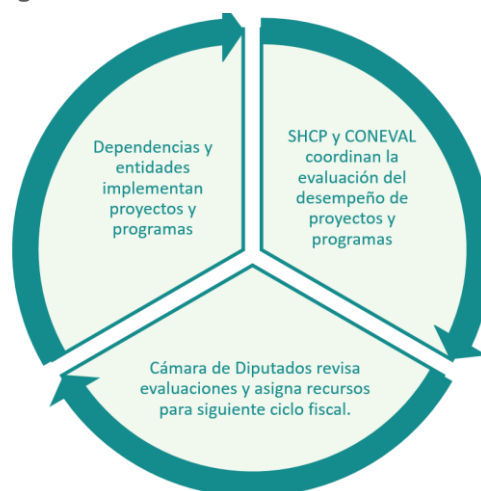 Dependencias y
entidades
implementan
proyectos y
programas
SHCP y CONEVAL
coordinan la
evaluación del
desempeño de
proyectos y
programas
Cámara de Diputados revisa
evaluaciones y asigna recursos
para siguiente ciclo fiscal.